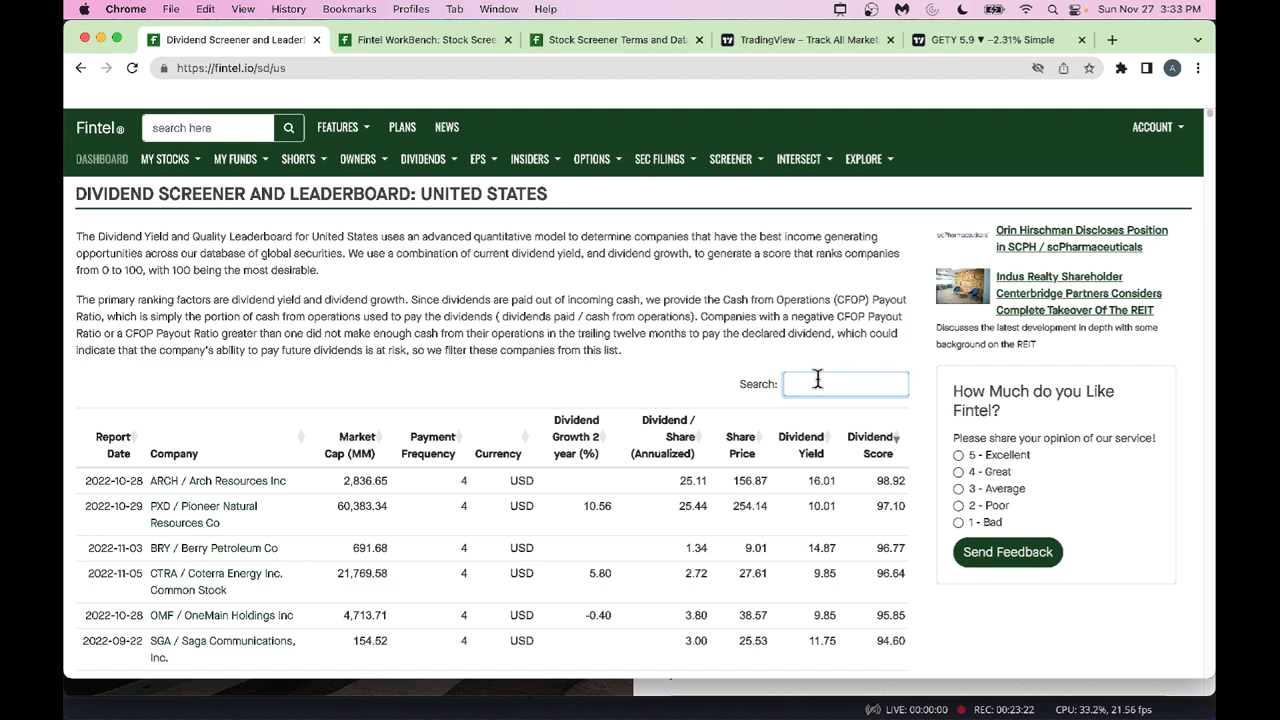 Chrome File Edit View History Bookmarks Profiles Tab Window Help Sun Nov 27 3:33 PM
Dividend Screener and Leaderl × Fintel WorkBench: Stock Scree × Stock Screener Terms and Data × TradingView – Track All Market × GETY 5.9 ▼ −2.31% Simple × +
https://fintel.io/sd/us A
Fintel® search here FEATURES PLANS NEWS ACCOUNT
DASHBOARD MY STOCKS MY FUNDS SHORTS OWNERS DIVIDENDS EPS INSIDERS OPTIONS SEC FILINGS SCREENER INTERSECT EXPLORE
DIVIDEND SCREENER AND LEADERBOARD: UNITED STATES
The Dividend Yield and Quality Leaderboard for United States uses an advanced quantitative model to determine companies that have the best income generating
opportunities across our database of global securities. We use a combination of current dividend yield, and dividend growth, to generate a score that ranks companies
from 0 to 100, with 100 being the most desirable.
The primary ranking factors are dividend yield and dividend growth. Since dividends are paid out of incoming cash, we provide the Cash from Operations (CFOP) Payout
Ratio, which is simply the portion of cash from operations used to pay the dividends ( dividends paid / cash from operations). Companies with a negative CFOP Payout
Ratio or a CFOP Payout Ratio greater than one did not make enough cash from their operations in the trailing twelve months to pay the declared dividend, which could
indicate that the company's ability to pay future dividends is at risk, so we filter these companies from this list.
Search:
Report Date Company Market Cap (MM) Payment Frequency Currency Dividend Growth 2 year (%) Dividend / Share (Annualized) Share Price Dividend Yield Dividend Score
2022-10-28 ARCH / Arch Resources Inc 2,836.65 4 USD 25.11 156.87 16.01 98.92
2022-10-29 PXD / Pioneer Natural 60,383.34 4 USD 10.56 25.44 254.14 10.01 97.10
Resources Co
2022-11-03 BRY / Berry Petroleum Co 691.68 4 USD 1.34 9.01 14.87 96.77
2022-11-05 CTRA / Coterra Energy Inc. 21,769.58 4 USD 5.80 2.72 27.61 9.85 96.64
Common Stock
2022-10-28 OMF / OneMain Holdings Inc 4,713.71 4 USD -0.40 3.80 38.57 9.85 95.85
2022-09-22 SGA / Saga Communications, 154.52 4 USD 3.00 25.53 11.75 94.60
Inc.
scPharmaceuticals
Orin Hirschman Discloses Position
in SCPH / scPharmaceuticals
Indus Realty Shareholder
Centerbridge Partners Considers
Complete Takeover Of The REIT
Discusses the latest development in depth with some
background on the REIT
How Much do you Like
Fintel?
Please share your opinion of our service!
5 - Excellent
4 - Great
3 - Average
2 - Poor
1 - Bad
Send Feedback
LIVE: 00:00:00 REC: 00:23:22 CPU: 33.2%, 21.56 fps